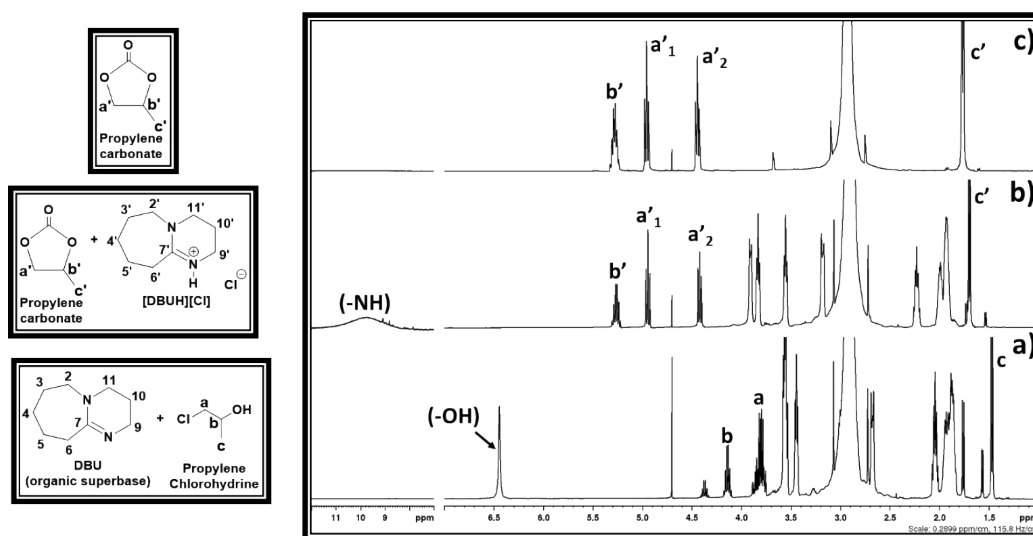 O
O
O
a'
b'
c'
Propylene
carbonate
O
O
O
a'
b'
c'
Propylene
carbonate
+
3'
2'
11'
4'
N
10'
7'
⊕
5'
6'
N
H
9'
Cl⊖
[DBUH][Cl]
3
2
11
4
N
10
7
5
6
N
9
DBU
(organic superbase)
+
Cl
a
b
OH
c
Propylene
Chlorohydrine
c)
a'1
a'2
b'
c'
b)
a'1
a'2
b'
c'
(-NH)
a)
(-OH)
b
a
c
11 10 9 8 ppm 6.5 6.0 5.5 5.0 4.5 4.0 3.5 3.0 2.5 2.0 1.5 ppm
Scale: 0.2899 ppm/cm, 115.8 Hz/c